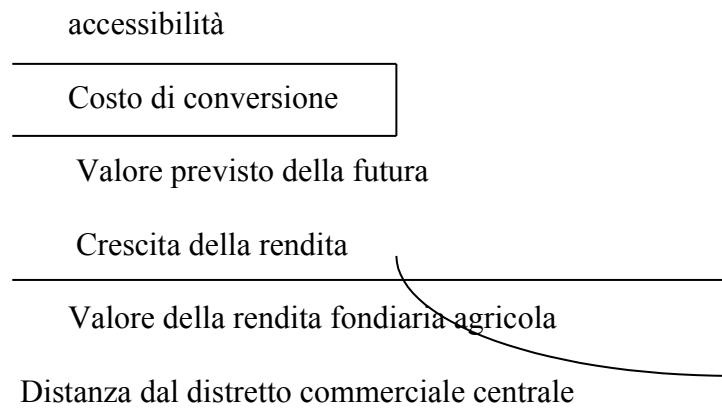 accessibilità
Costo di conversione
Valore previsto della futura
Crescita della rendita
Valore della rendita fondiaria agricola
Distanza dal distretto commerciale centrale